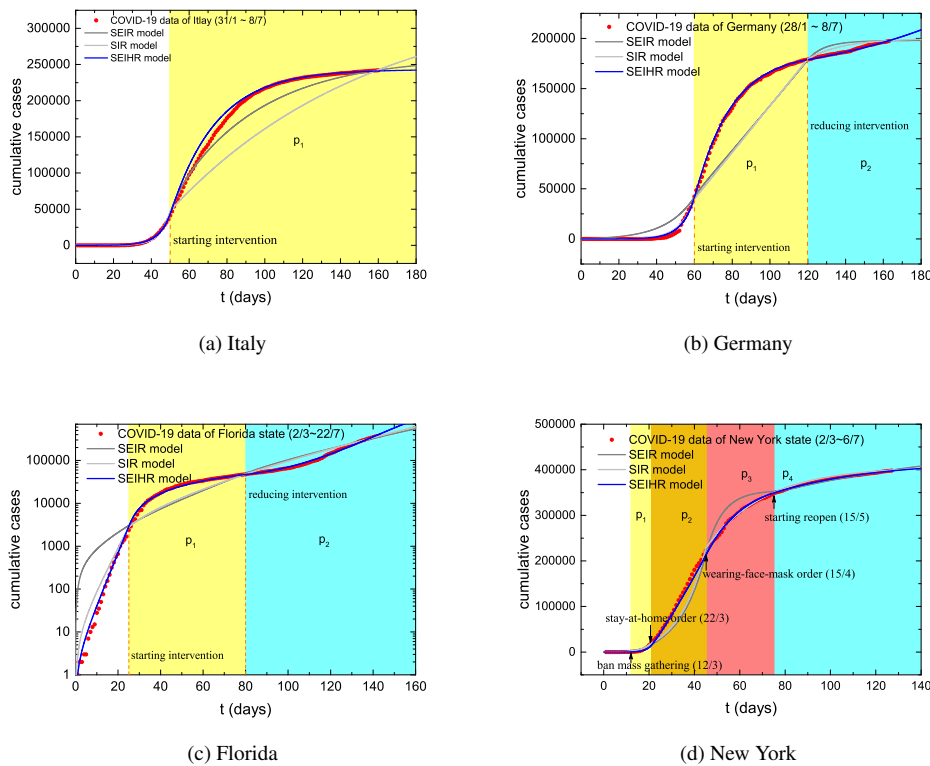 COVID-19 data of Itlay (31/1 ~ 8/7)
SEIR model
SIR model
SEIHR model
300000
250000
200000
150000
100000
50000
0
cumulative cases
p1
starting intervention
0 20 40 60 80 100 120 140 160 180
t (days)
(a) Italy
COVID-19 data of Germany (28/1 ~ 8/7)
SEIR model
SIR model
SEIHR model
200000
150000
100000
50000
0
cumulative cases
reducing intervention
p1
p2
starting intervention
0 20 40 60 80 100 120 140 160 180
t (days)
(b) Germany
COVID-19 data of Florida state (2/3~22/7)
SEIR model
SIR model
SEIHR model
100000
10000
1000
100
10
1
cumulative cases
reducing intervention
p1
p2
starting intervention
0 20 40 60 80 100 120 140 160
t (days)
(c) Florida
COVID-19 data of New York state (2/3~6/7)
SEIR model
SIR model
SEIHR model
500000
400000
300000
200000
100000
0
cumulative cases
p1
p2
p3
p4
starting reopen (15/5)
wearing-face-mask order (15/4)
stay-at-home order (22/3)
ban mass gathering (12/3)
0 20 40 60 80 100 120 140
t (days)
(d) New York